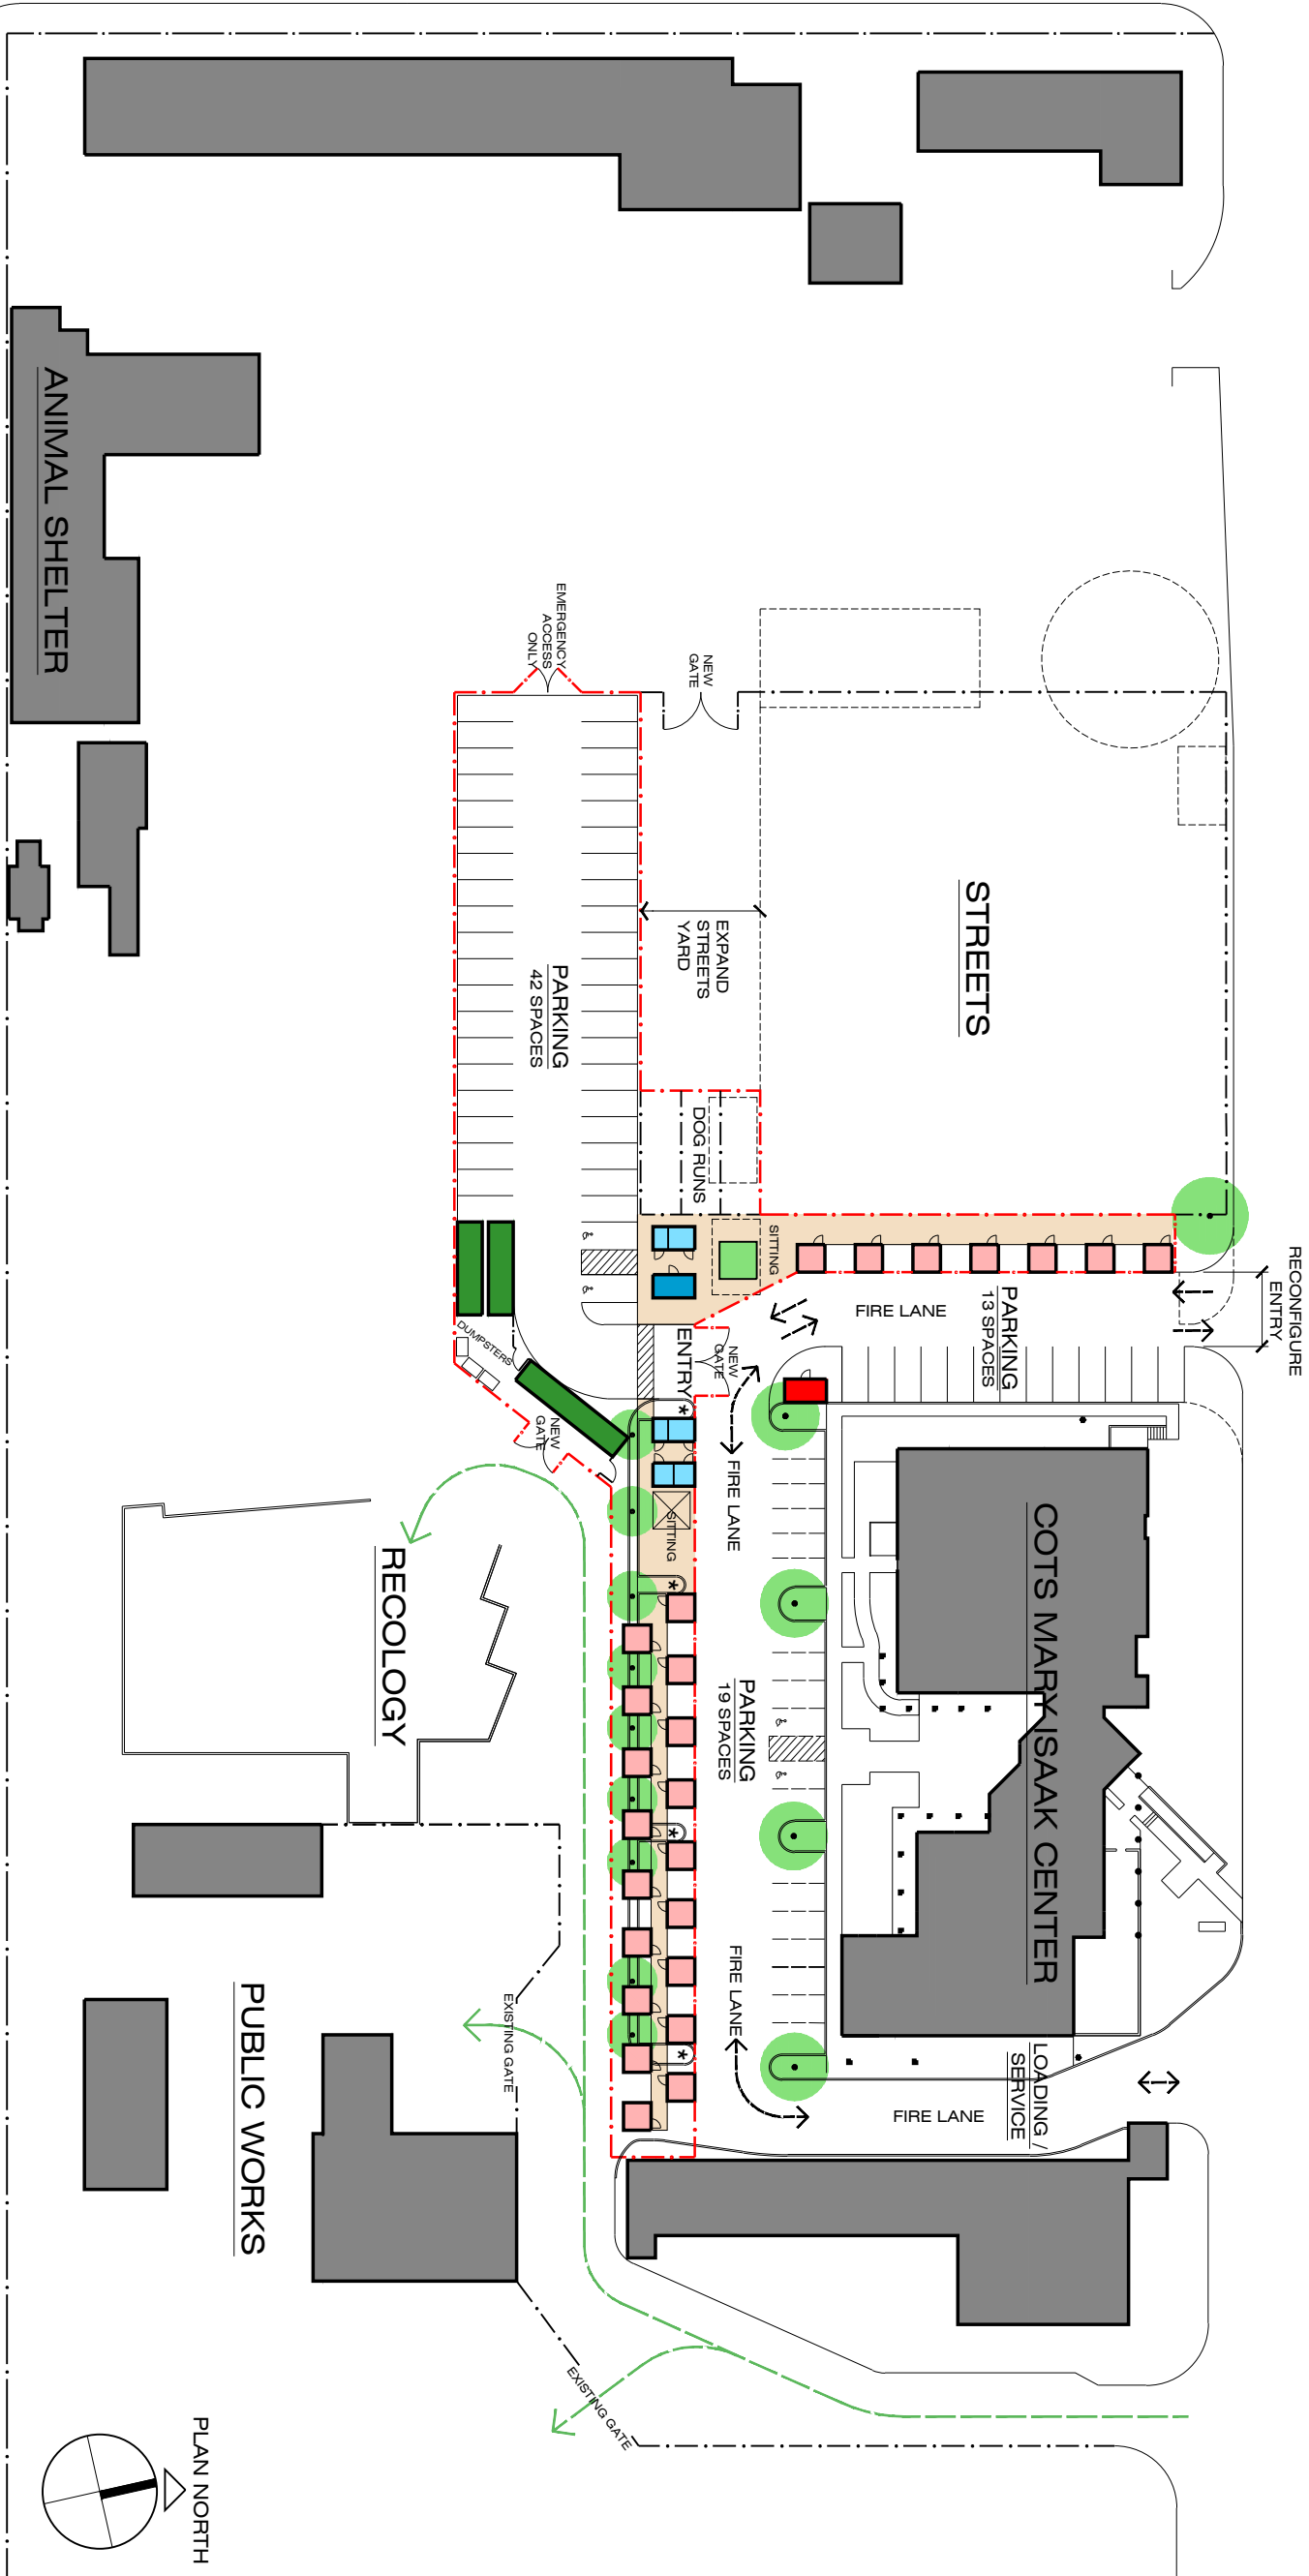 RECONFIGURE
ENTRY
STREETS
NEW
GATE
EMERGENCY
ACCESS
ONLY
EXPAND
STREETS
YARD
PARKING
42 SPACES
DOG RUNS
SITTING
FIRE LANE
PARKING
13 SPACES
ENTRY
NEW
GATE
DUMPSTERS
NEW
GATE
FIRE LANE
SITTING
COTS MARY ISAAK CENTER
PARKING
19 SPACES
FIRE LANE
LOADING /
SERVICE
FIRE LANE
ANIMAL SHELTER
RECOLOGY
PUBLIC WORKS
EXISTING GATE
EXISTING GATE
PLAN NORTH